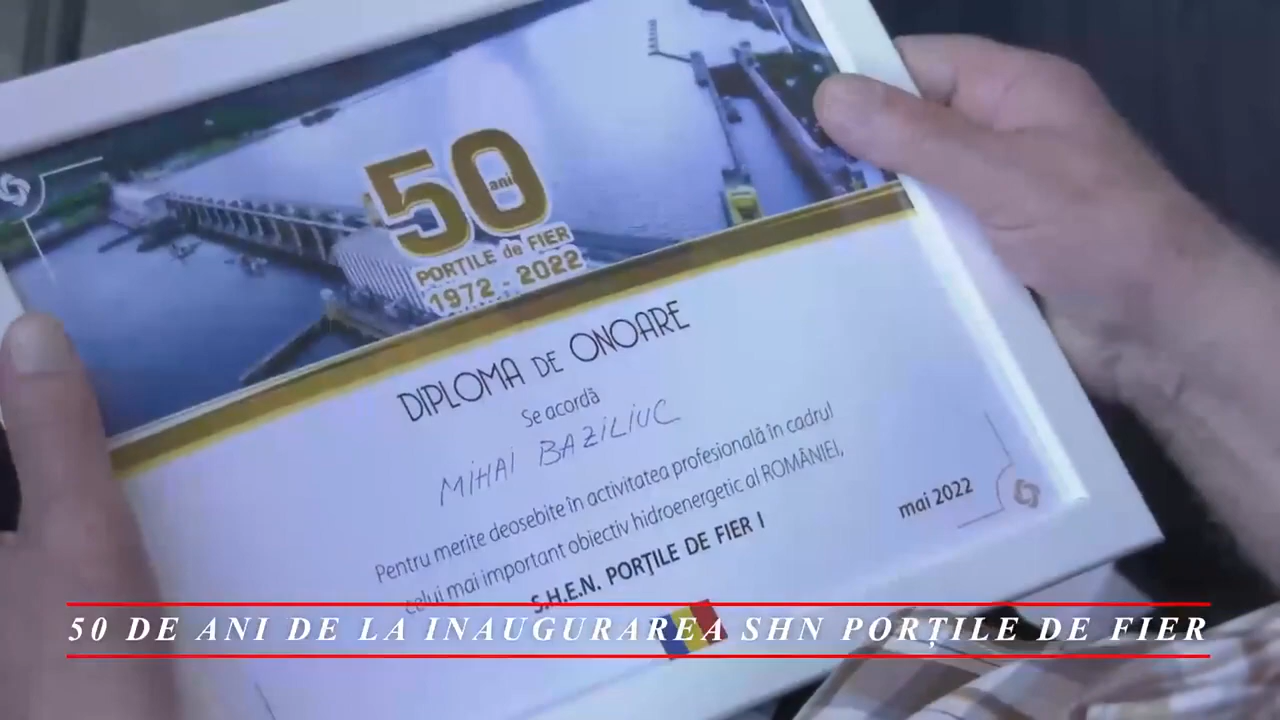 50
ani
PORȚILE de FIER
1972 - 2022
DIPLOMA DE ONOARE
Se acordă
MIHAI BAZILIUC
Pentru merite deosebite în activitatea profesională în cadrul
celui mai important obiectiv hidroenergetic al ROMÂNIEI,
S.H.E.N. PORȚILE DE FIER I
mai 2022
50 DE ANI DE LA INAUGURAREA SHN PORȚILE DE FIER